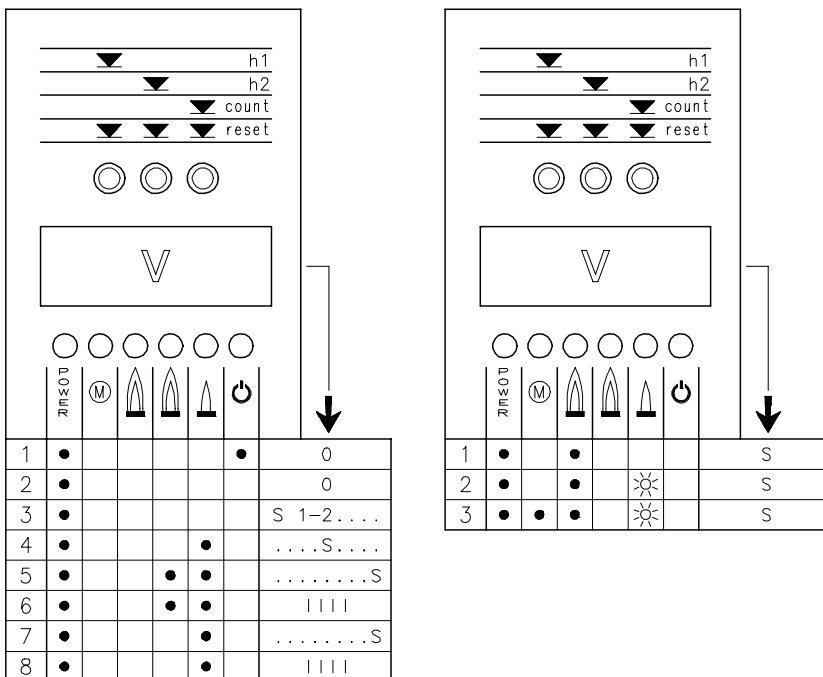 h1
h2
count
reset
V
POWER
M
1 0
2 0
3 S 1-2....
4 ....S....
5 ........S
6 IIII
7 ........S
8 IIII
h1
h2
count
reset
V
POWER
M
1 S
2 S
3 S